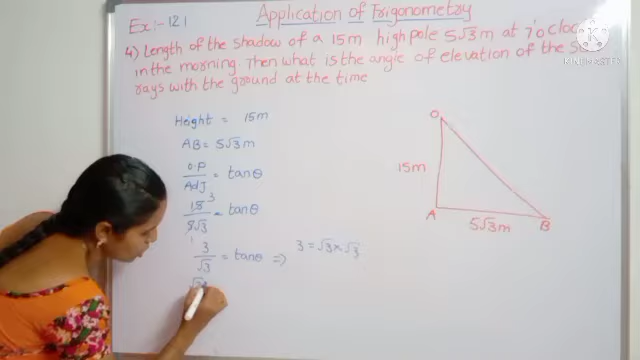 Ex:- 121
Application of Trigonometry
4) Length of the shadow of a 15m high pole 5√3m at 7'o cloc
in the morning. Then what is the angle of elevation of the S
rays with the ground at the time
KINEMASTER
Height = 15m
AB = 5√3m
O.P/Adj = tanθ
15 3/5√3 = tanθ
1
3/√3 = tanθ ⇒ 3 = √3×√3
√3
O
15m
A
5√3m
B